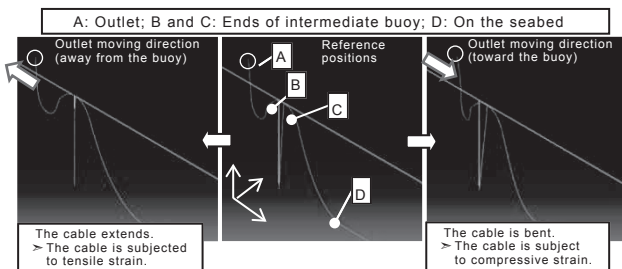 A: Outlet; B and C: Ends of intermediate buoy; D: On the seabed
Outlet moving direction
(away from the buoy)
Reference
positions
Outlet moving direction
(toward the buoy)
A
B
C
D
The cable extends.
➣ The cable is subjected
to tensile strain.
The cable is bent.
➣ The cable is subject
to compressive strain.